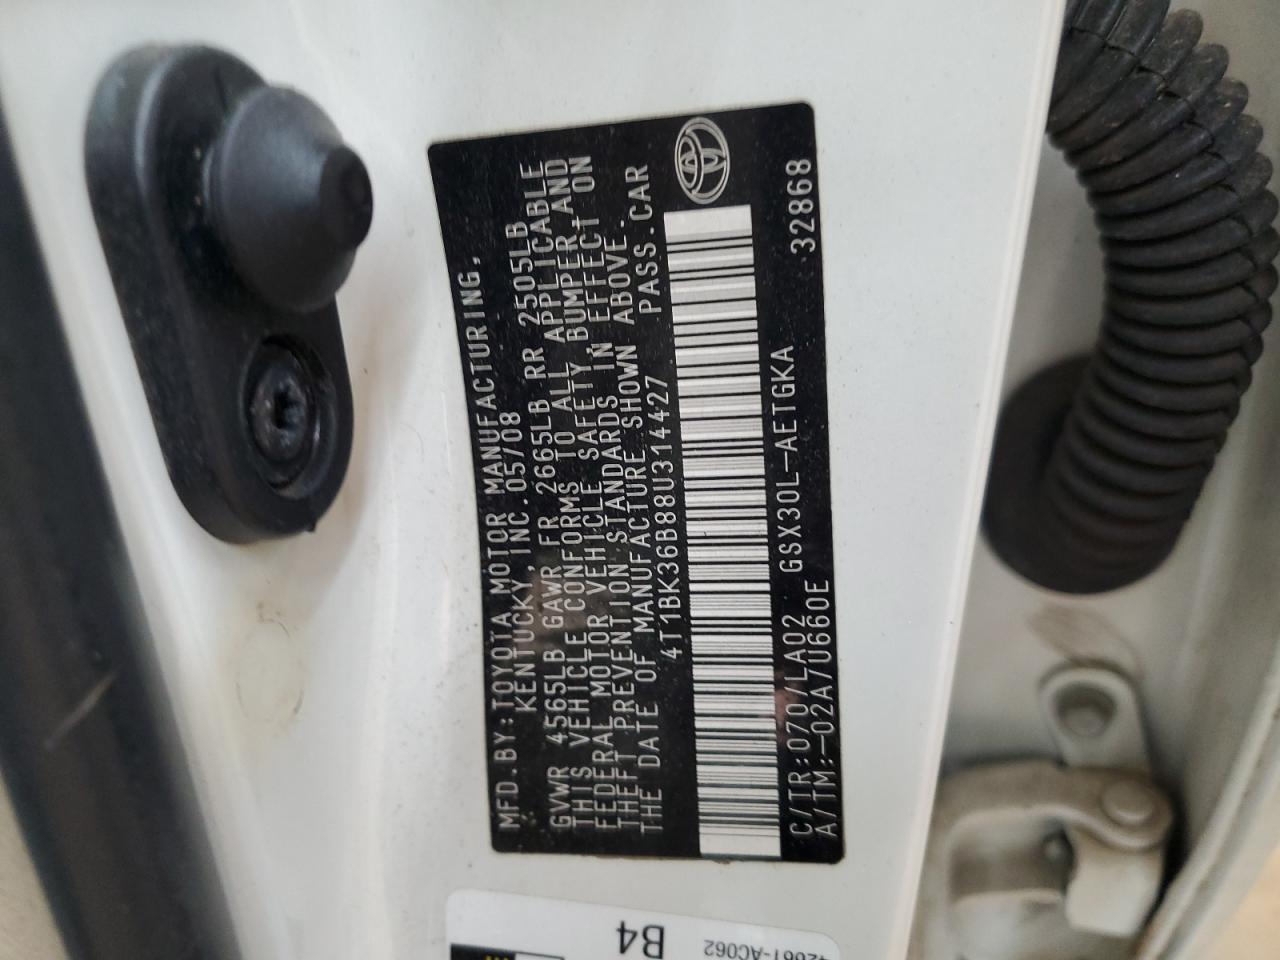 MFD.BY:TOYOTA MOTOR MANUFACTURING,
KENTUCKY, INC. 05/08
GVWR 4565LB GAWR FR 2665LB RR 2505LB
THIS VEHICLE CONFORMS TO ALL APPLICABLE
FEDERAL MOTOR VEHICLE SAFETY, BUMPER, AND
THEFT PREVENTION STANDARDS IN EFFECT ON
THE DATE OF MANUFACTURE SHOWN ABOVE.
4T1BK36B88U314427 PASS.CAR
C/TR:070/LA02 GSX30L-AETGKA 32868
A/TM:-02A/U660E
B4
42661-AC062